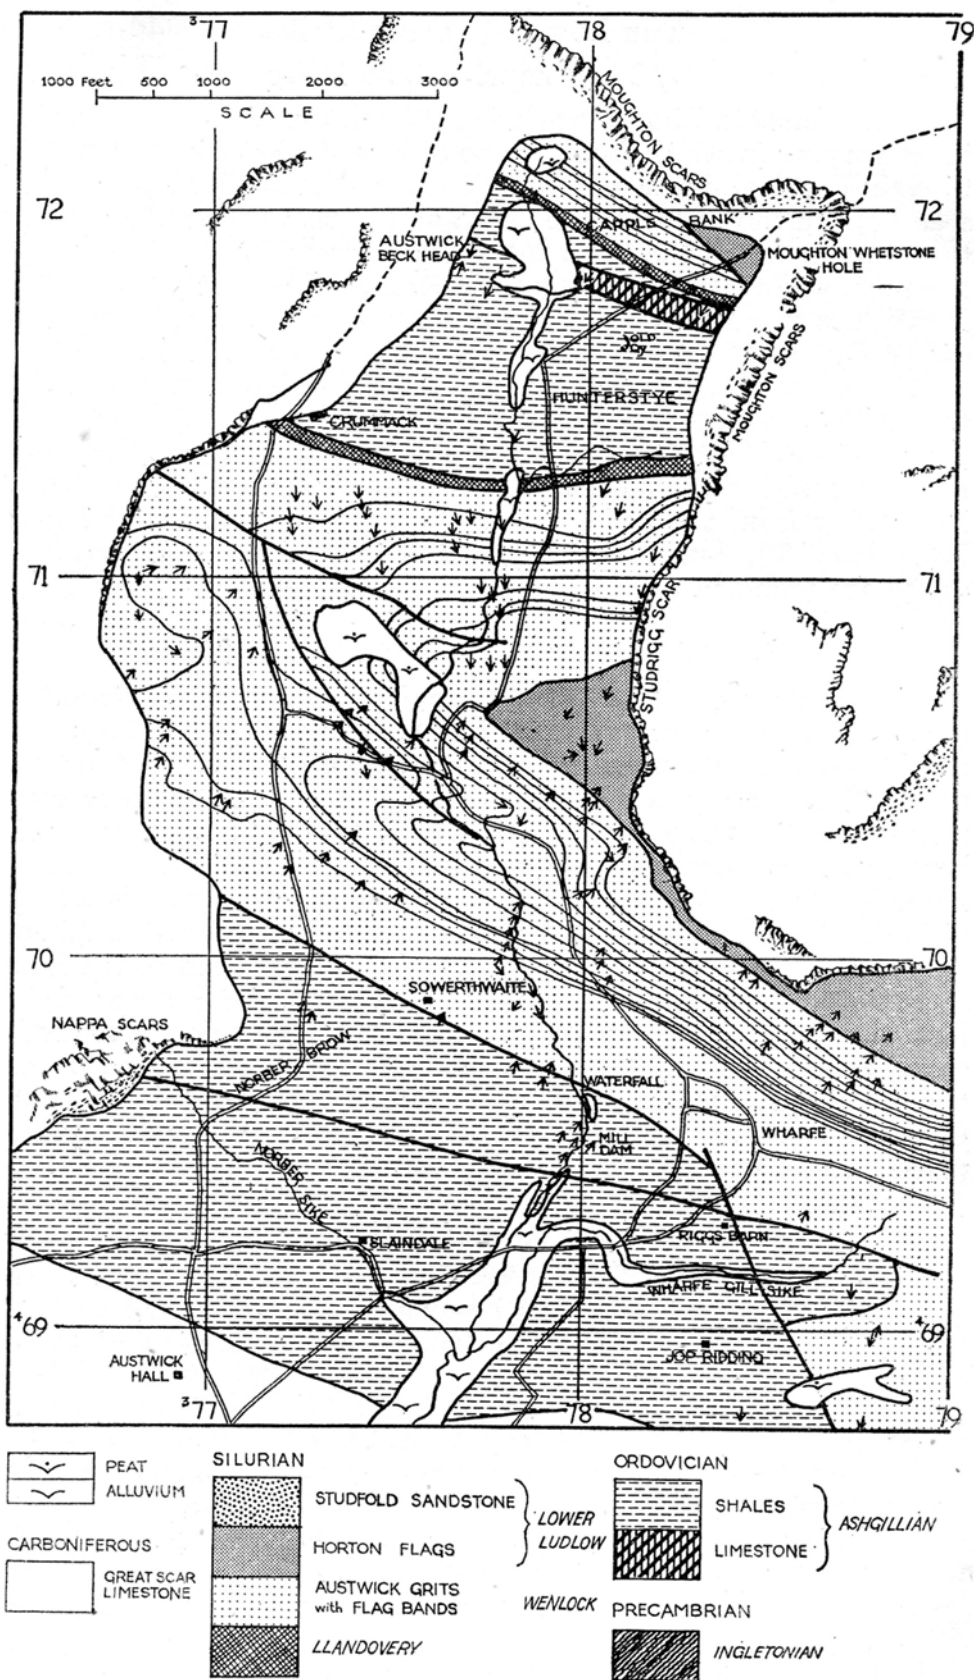 ³77
78
79
1000 Feet 500 1000 2000 3000
SCALE
MOUGHTON SCARS
72
72
CAPPLE BANK
AUSTWICK
BECK HEAD
MOUGHTON WHETSTONE
HOLE
MOUGHTON SCARS
HUNTERSTYE
CRUMMACK
71
71
STUDRIG SCAR
70
70
SOWERTHWAITE
NAPPA SCARS
NORBER BROW
WATERFALL
WHARFE
MILL
DAM
NORBER SIKE
RIGGS BARN
SLAINDALE
WHARFE GILL SIKE
⁴69
⁴69
JOP RIDDING
AUSTWICK
HALL
³77
78
79
PEAT
ALLUVIUM
CARBONIFEROUS
GREAT SCAR
LIMESTONE
SILURIAN
STUDFOLD SANDSTONE
HORTON FLAGS
LOWER
LUDLOW
AUSTWICK GRITS
with FLAG BANDS
WENLOCK
LLANDOVERY
ORDOVICIAN
SHALES
LIMESTONE
ASHGILLIAN
PRECAMBRIAN
INGLETONIAN